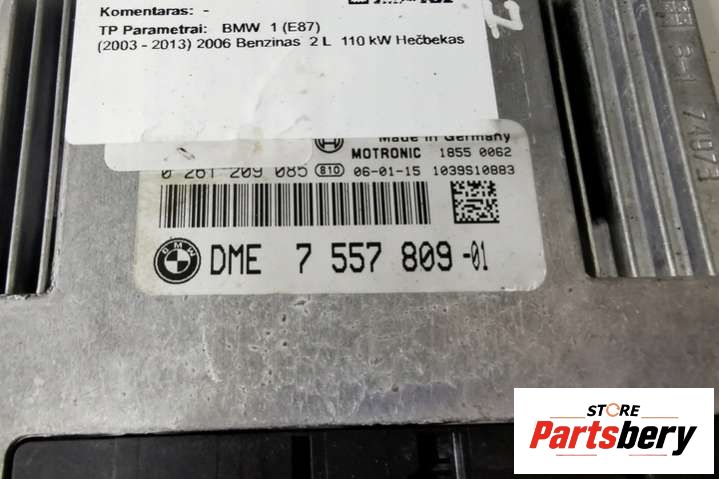 Komentaras: -
TP Parametrai: BMW 1 (E87)
(2003 - 2013) 2006 Benzinas 2 L 110 kW Hečbekas
Made in Germany
MOTRONIC 1855 0062
0 261 209 085 810 06-01-15 1039S10883
BMW DME 7 557 809 -01
STORE
Partsbery